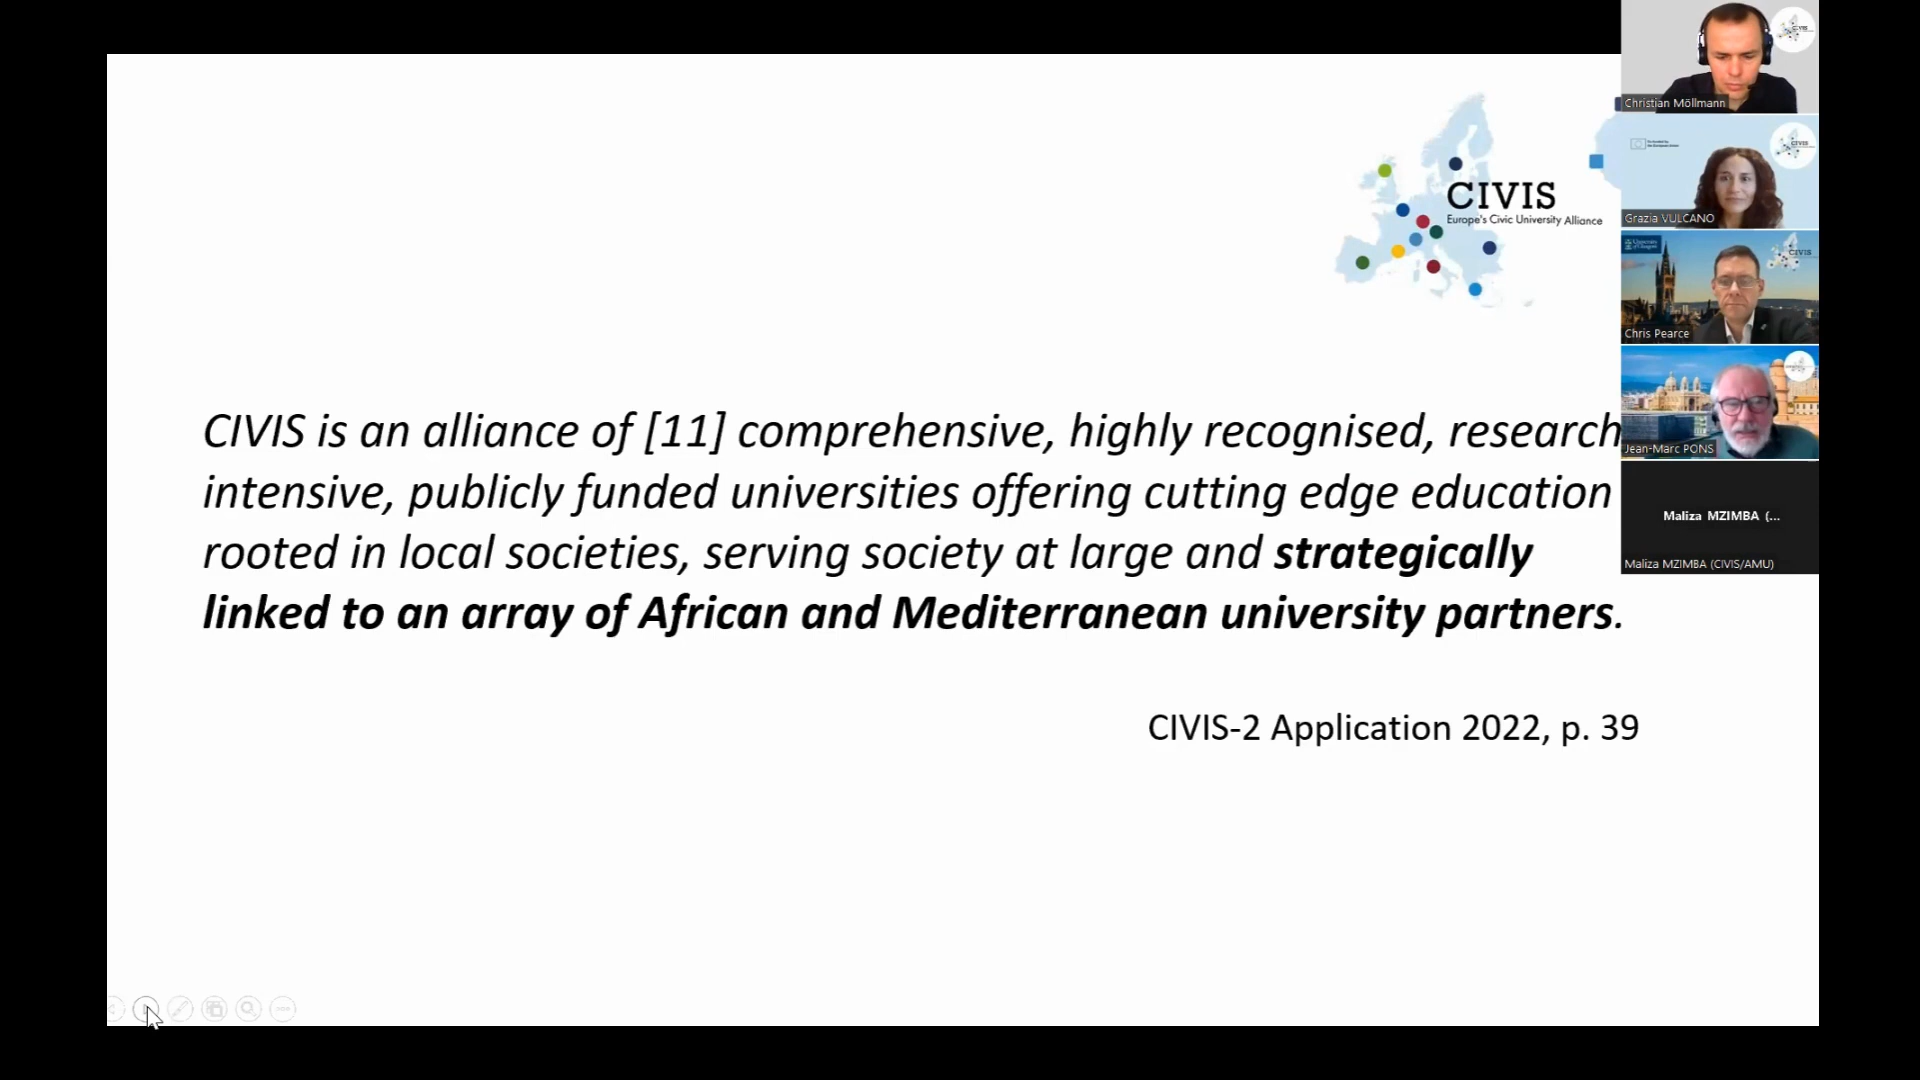 CIVIS
Europe's Civic University Alliance
CIVIS is an alliance of [11] comprehensive, highly recognised, research
intensive, publicly funded universities offering cutting edge education
rooted in local societies, serving society at large and strategically
linked to an array of African and Mediterranean university partners.
CIVIS-2 Application 2022, p. 39
Christian Möllmann
CIVIS
Grazia VULCANO
CIVIS
Chris Pearce
Jean-Marc PONS
Maliza MZIMBA (...
Maliza MZIMBA (CIVIS/AMU)